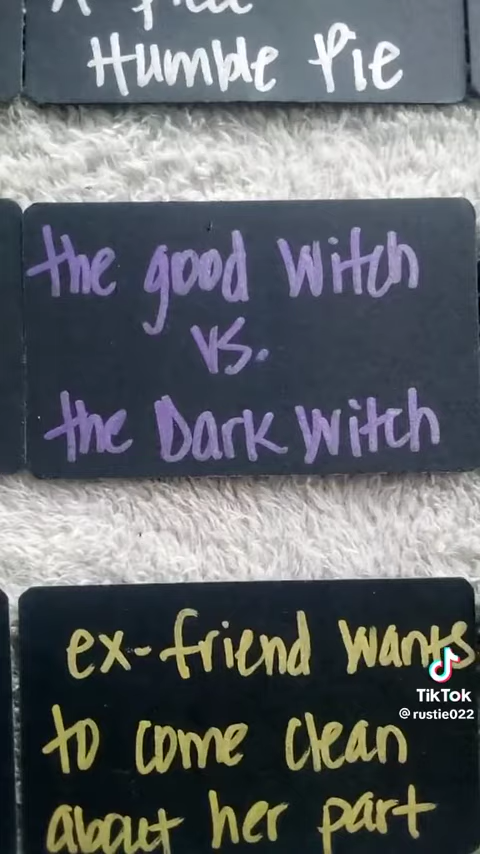 Humble Pie
the good Witch
vs.
the Dark Witch
ex-friend wants
to come clean
about her part
TikTok
@rustie022